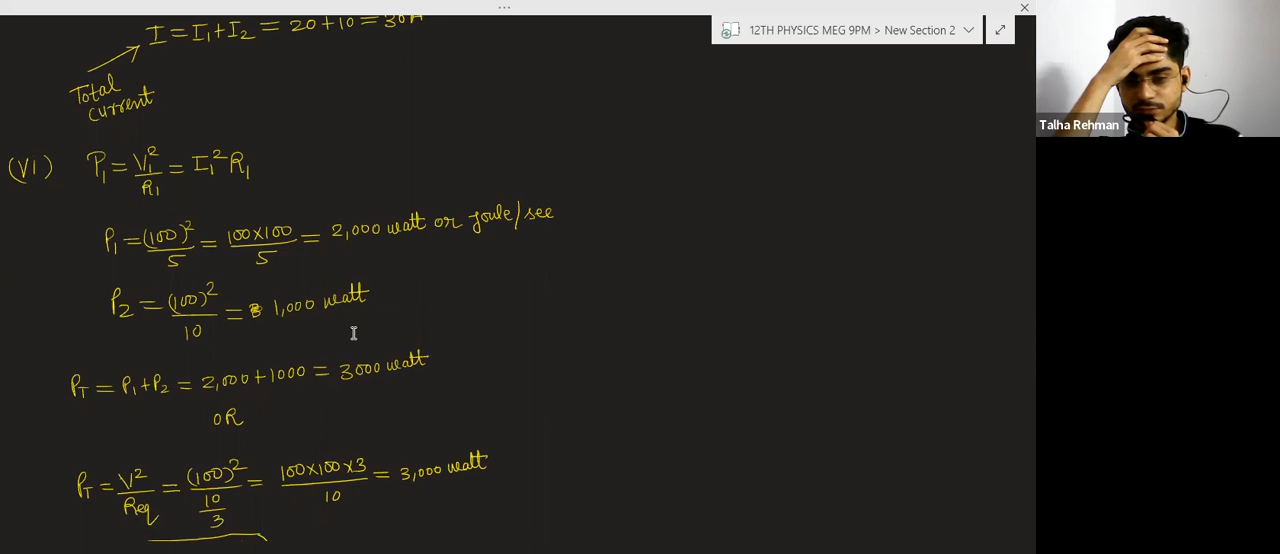 I = I₁+I₂ = 20+10 = 30A
12TH PHYSICS MEG 9PM > New Section 2
Total
current
Talha Rehman
(VI) P₁ = V₁²/R₁ = I₁²R₁
P₁ = (100)²/5 = 100×100/5 = 2,000 watt or joule/sec
P₂ = (100)²/10 = 1,000 watt
P_T = P₁+P₂ = 2,000+1000 = 3000 watt
OR
P_T = V²/Req = (100)²/(10/3) = 100×100×3/10 = 3,000 watt